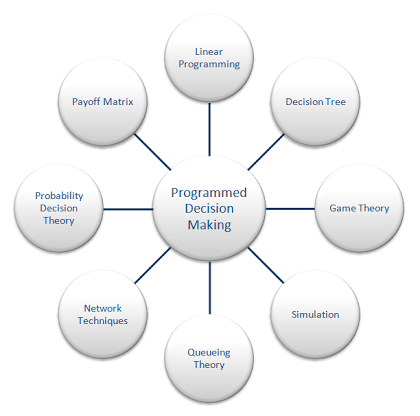 Linear
Programming
Payoff Matrix
Decision Tree
Probability
Decision
Theory
Programmed
Decision
Making
Game Theory
Network
Techniques
Simulation
Queueing
Theory